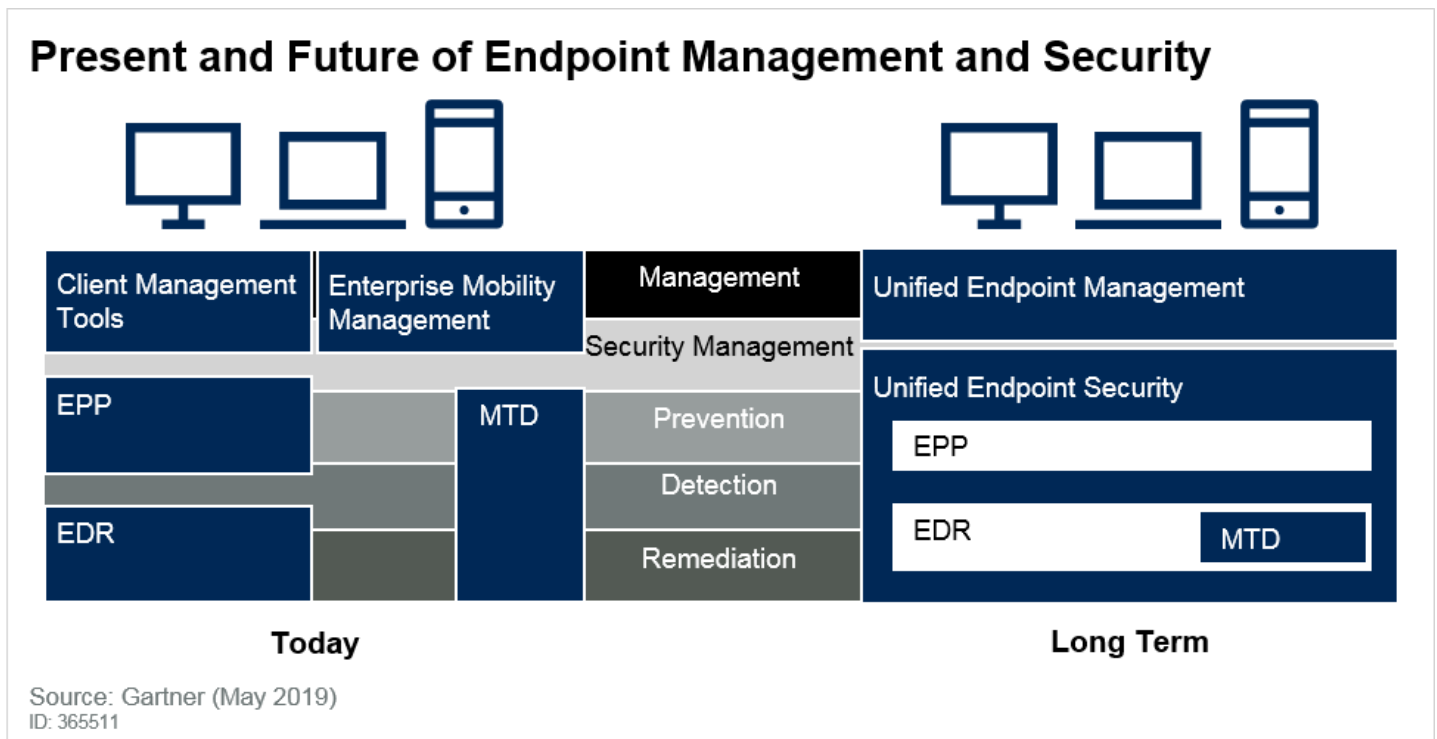 Present and Future of Endpoint Management and Security
Client Management
Tools
Enterprise Mobility
Management
Management
Unified Endpoint Management
Security Management
EPP
MTD
Prevention
Unified Endpoint Security
EPP
Detection
EDR
Remediation
EDR
MTD
Today
Long Term
Source: Gartner (May 2019)
ID: 365511